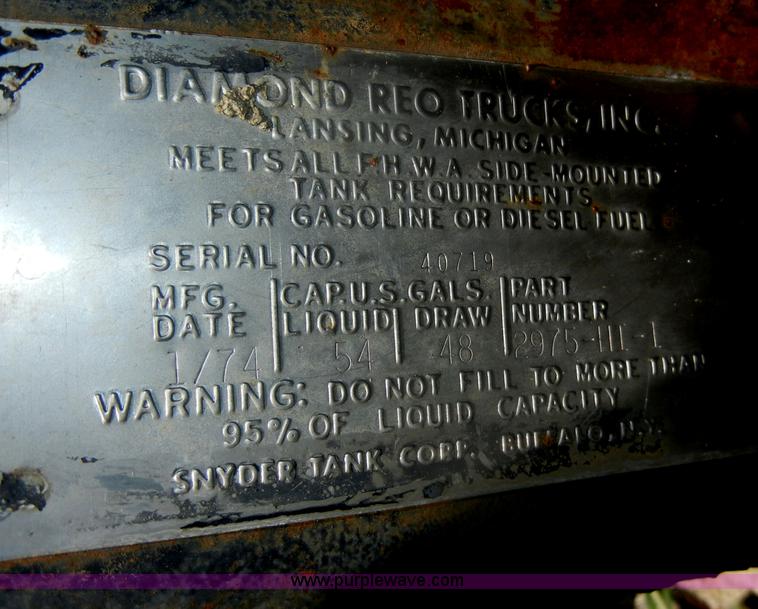 DIAMOND REO TRUCKS, INC.
LANSING, MICHIGAN
MEETS ALL F.H.W.A. SIDE-MOUNTED
TANK REQUIREMENTS
FOR GASOLINE OR DIESEL FUEL
SERIAL NO. 40719
MFG. DATE CAP. U.S. GALS. PART NUMBER
LIQUID DRAW
1/74 54 48 2975-HI-1
WARNING: DO NOT FILL TO MORE THAN
95% OF LIQUID CAPACITY
SNYDER TANK CORP. BUFFALO, N.Y.
www.purplewave.com